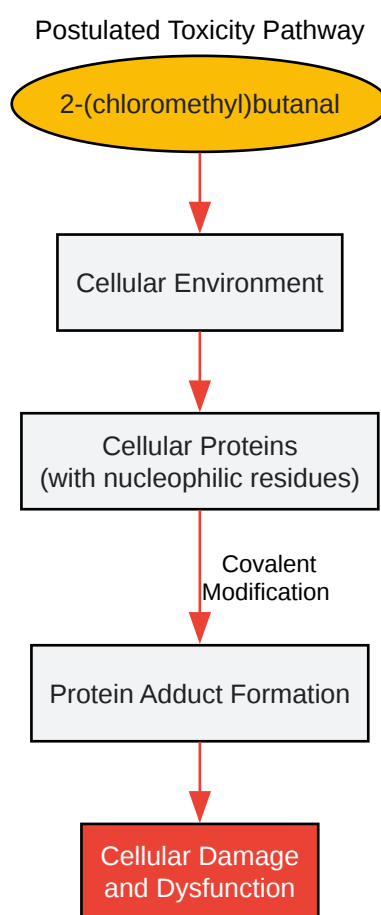 Postulated Toxicity Pathway
2-(chloromethyl)butanal
Cellular Environment
Cellular Proteins
(with nucleophilic residues)
Covalent
Modification
Protein Adduct Formation
Cellular Damage
and Dysfunction